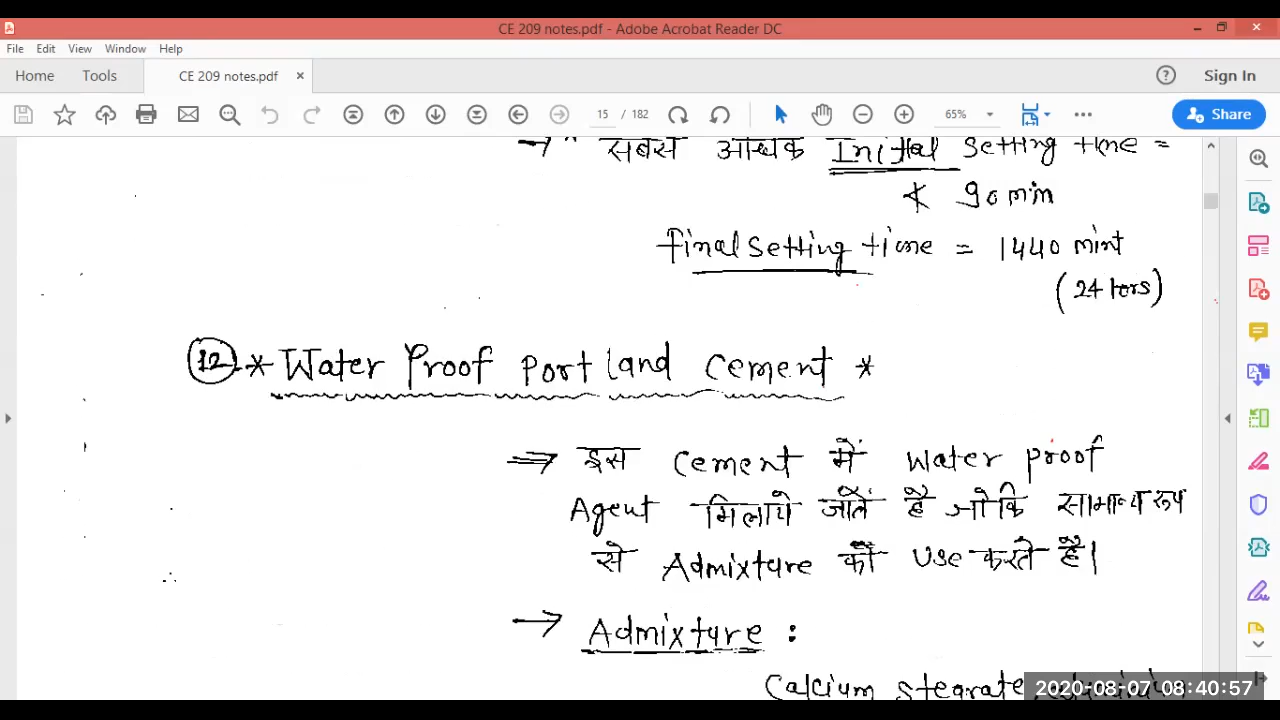 CE 209 notes.pdf - Adobe Acrobat Reader DC
File Edit View Window Help
Home Tools CE 209 notes.pdf × Sign In
15 / 182 65% Share
→ " सबसे अधिक Initial setting time =
90 min
final setting time = 1440 mint
(24 hrs)
12 * Water Proof Portland Cement *
⇒ इस Cement में Water proof
Agent मिलाये जाते है जोकि सामान्य रूप
से Admixture को use करते है।
→ Admixture :
Calcium stearate,
2020-08-07 08:40:57